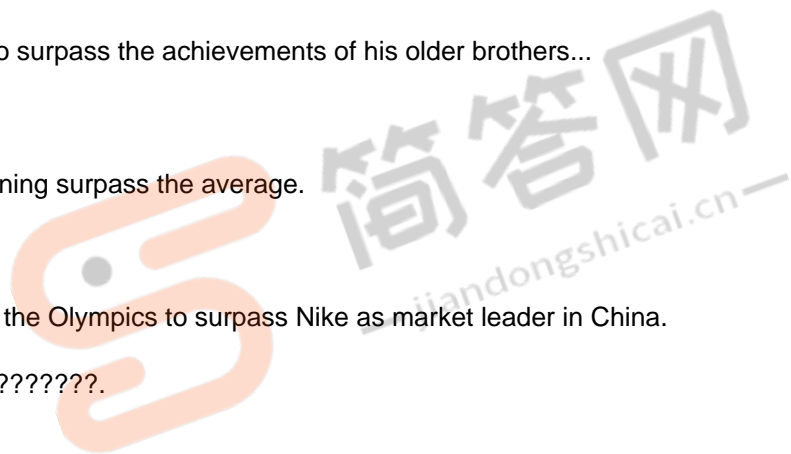 o surpass the achievements of his older brothers...
简答网
ning surpass the average.
jiandongshicai.cn
the Olympics to surpass Nike as market leader in China.
???????.